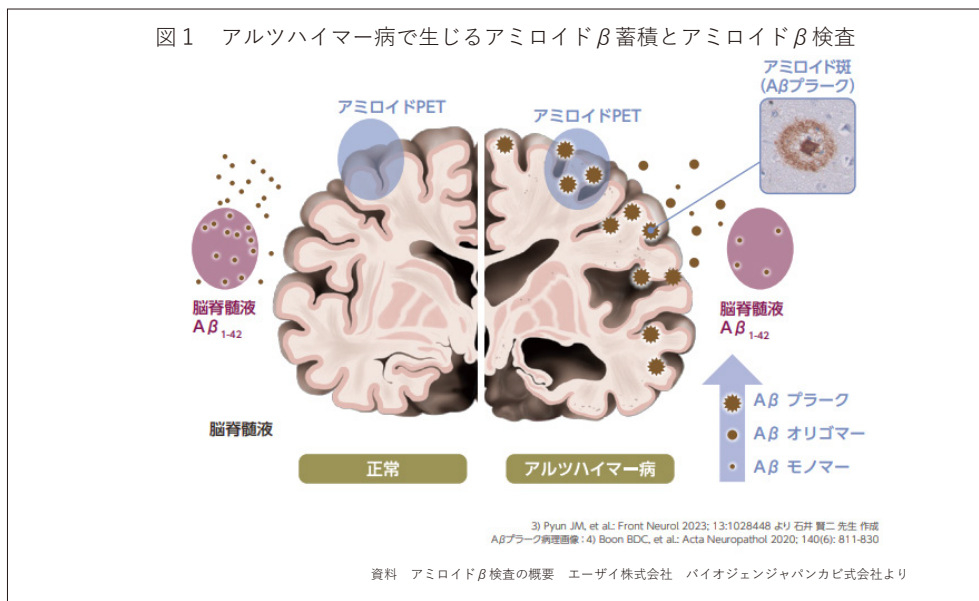 図1　アルツハイマー病で生じるアミロイドβ蓄積とアミロイドβ検査
アミロイド斑
(Aβプラーク)
アミロイドPET
アミロイドPET
脳脊髄液
Aβ1-42
脳脊髄液
Aβ1-42
Aβ プラーク
Aβ オリゴマー
Aβ モノマー
脳脊髄液
正常
アルツハイマー病
3) Pyun JM, et al.: Front Neurol 2023; 13:1028448 より 石井 賢二 先生 作成
Aβプラーク病理画像：4) Boon BDC, et al.: Acta Neuropathol 2020; 140(6): 811-830
資料　アミロイドβ検査の概要　エーザイ株式会社　バイオジェンジャパンカビ式会社より